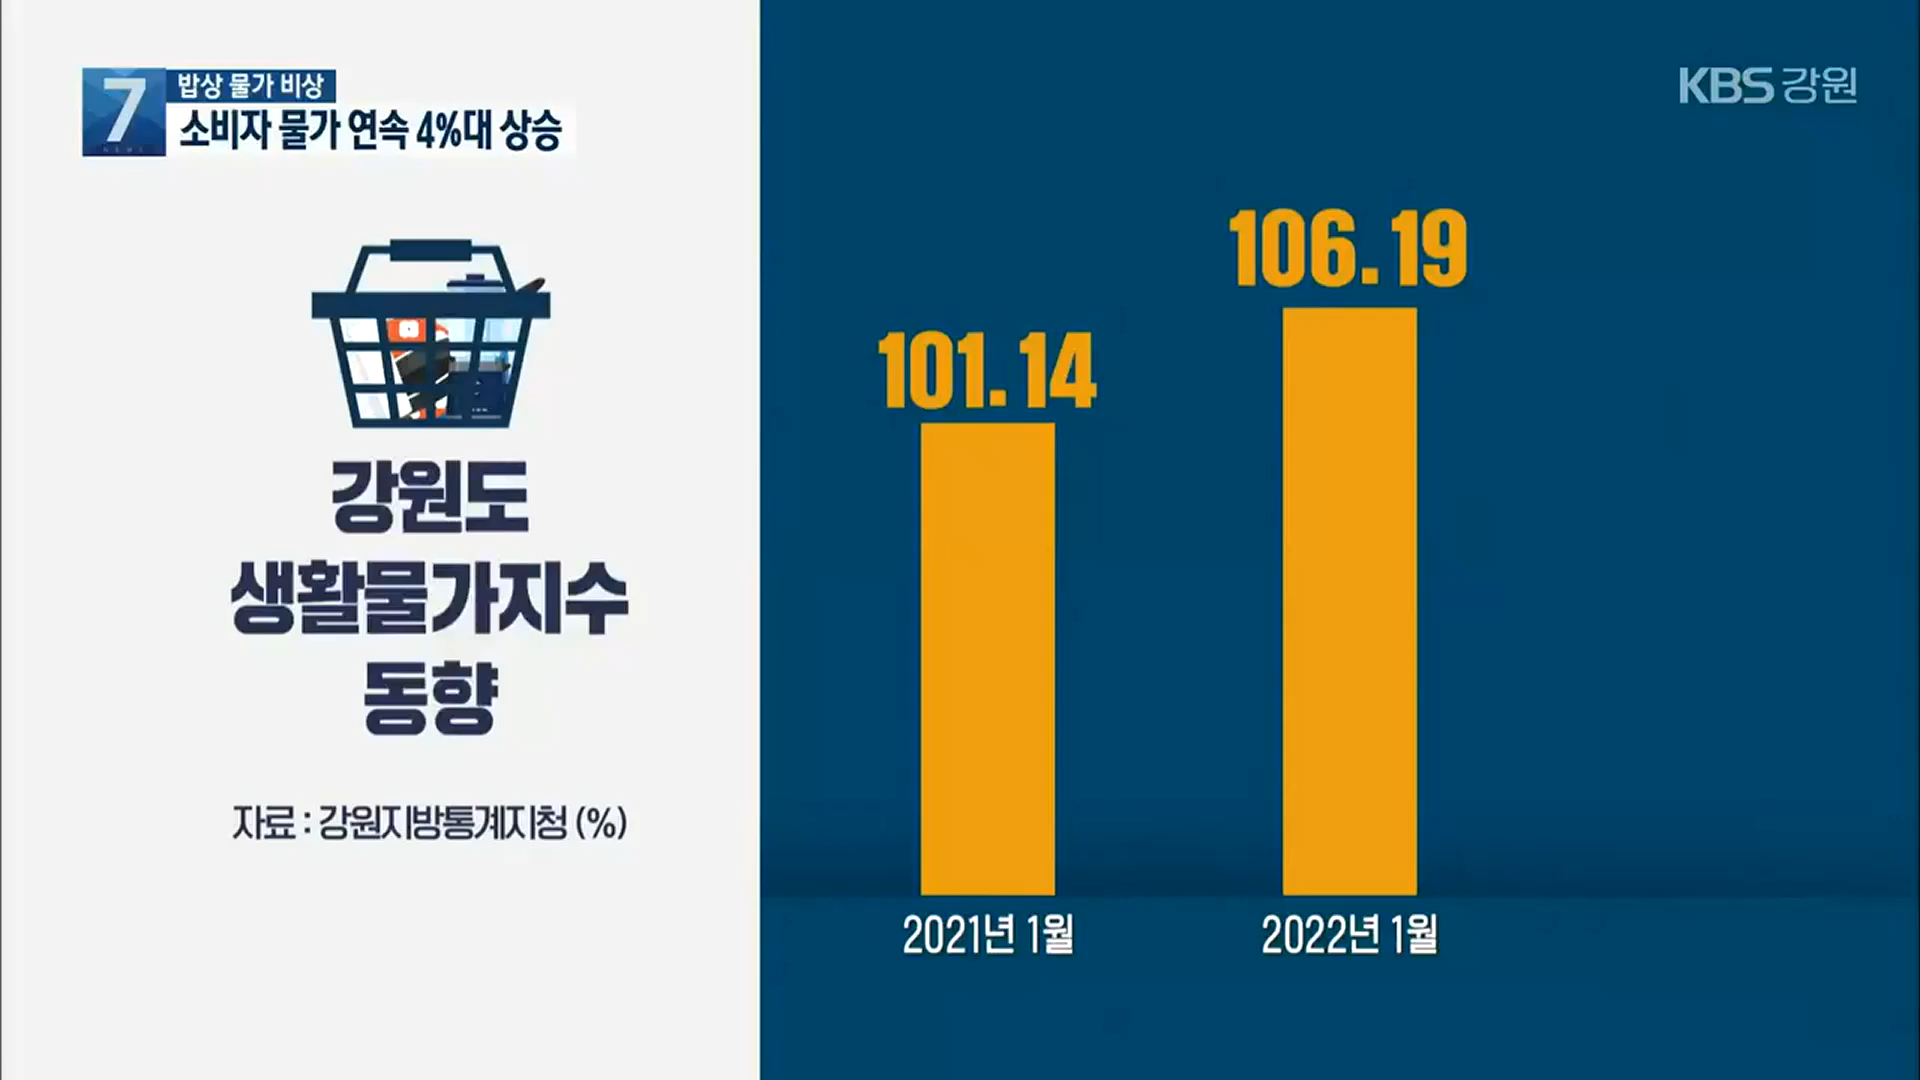 7
밥상 물가 비상
소비자 물가 연속 4%대 상승
NEWS
KBS 강원
강원도
생활물가지수
동향
자료 : 강원지방통계지청 (%)
101.14
106.19
2021년 1월
2022년 1월